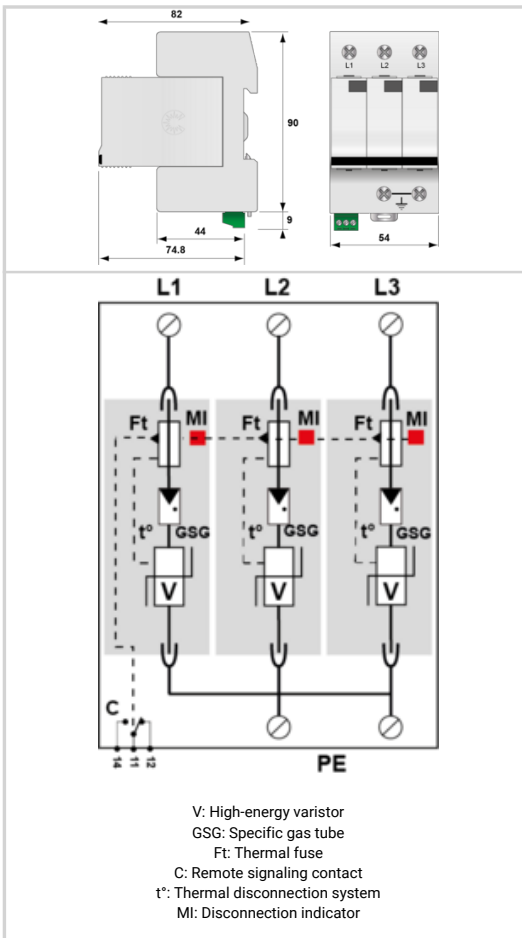 82
L1 L2 L3
90
9
44
74.8
54
L1 L2 L3
Ft MI Ft MI Ft MI
t° GSG t° GSG t° GSG
V V V
C
14 11 12
PE
V: High-energy varistor
GSG: Specific gas tube
Ft: Thermal fuse
C: Remote signaling contact
t°: Thermal disconnection system
MI: Disconnection indicator